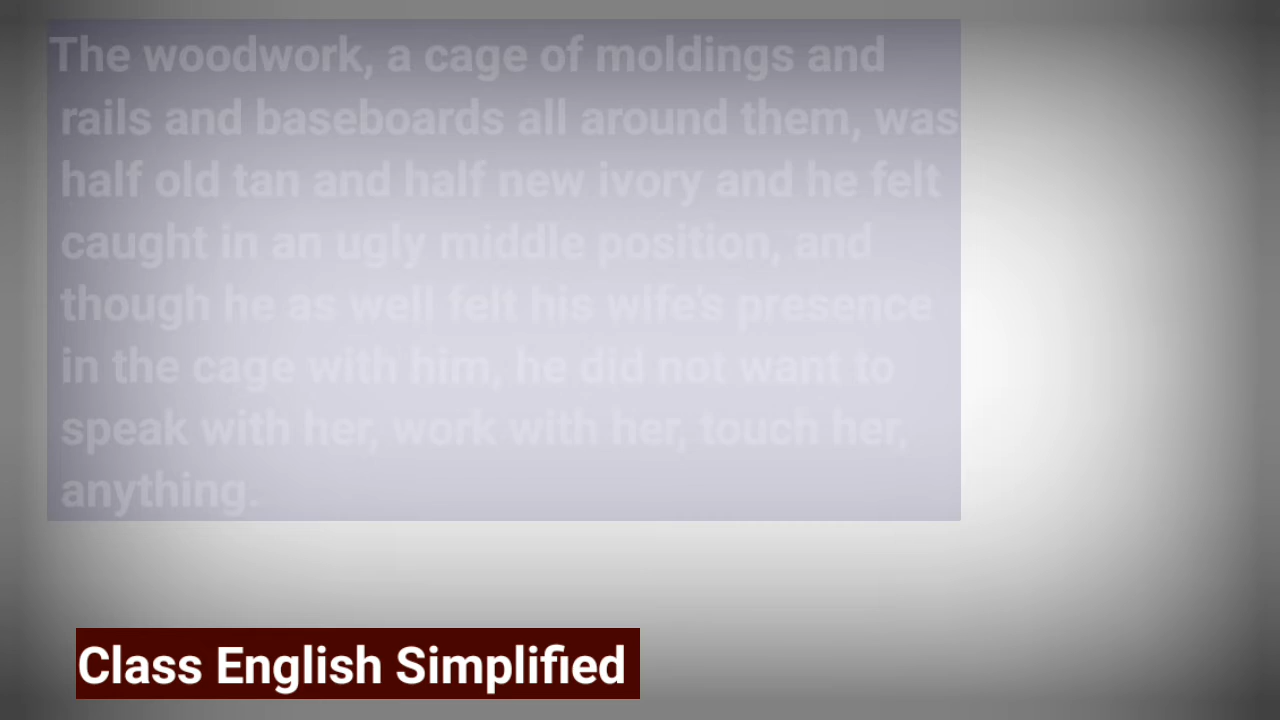 The woodwork, a cage of moldings and
rails and baseboards all around them, was
half old tan and half new ivory and he felt
caught in an ugly middle position, and
though he as well felt his wife's presence
in the cage with him, he did not want to
speak with her, work with her, touch her,
anything.
Class English Simplified